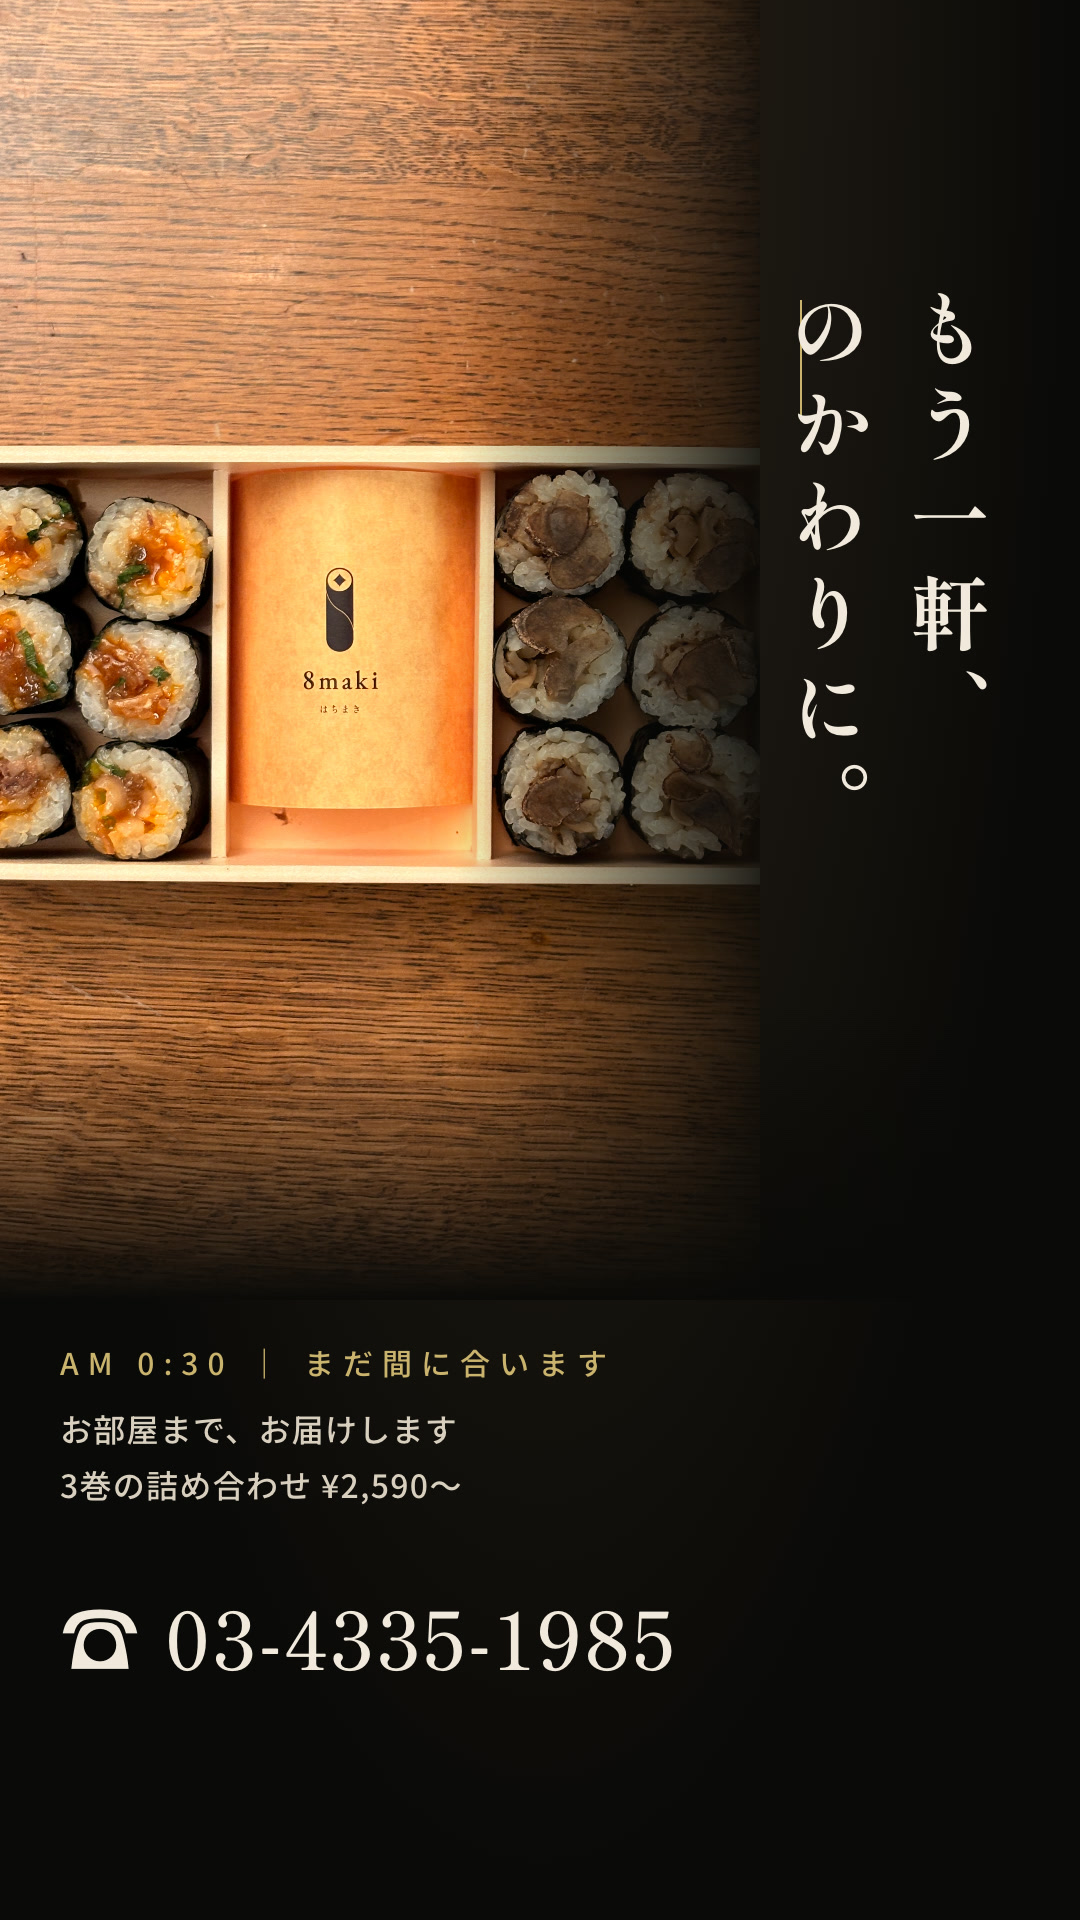 もう一軒、
のかわりに。
8maki
はちまき
AM 0:30 | まだ間に合います
お部屋まで、お届けします
3巻の詰め合わせ ¥2,590〜
☎ 03-4335-1985